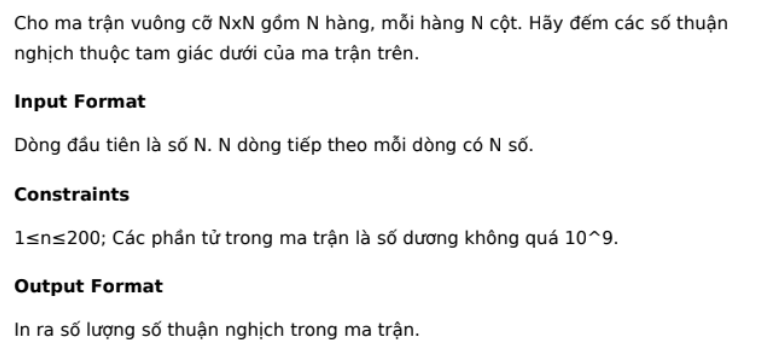 Cho ma trận vuông cỡ NxN gồm N hàng, mỗi hàng N cột. Hãy đếm các số thuận
nghịch thuộc tam giác dưới của ma trận trên.
Input Format
Dòng đầu tiên là số N. N dòng tiếp theo mỗi dòng có N số.
Constraints
1≤n≤200; Các phần tử trong ma trận là số dương không quá 10^9.
Output Format
In ra số lượng số thuận nghịch trong ma trận.